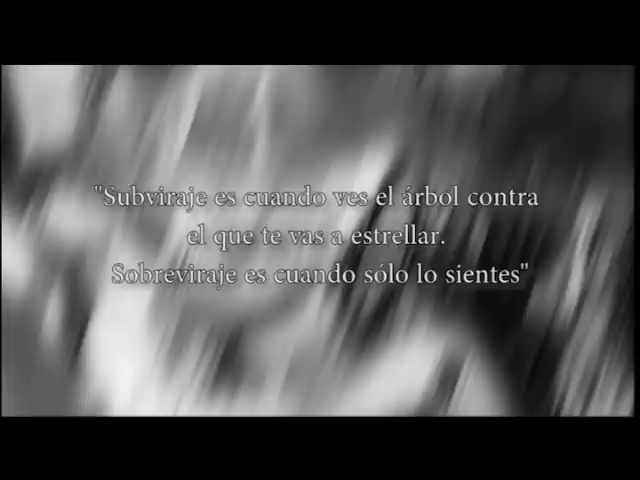 "Subviraje es cuando ves el árbol contra
el que te vas a estrellar.
Sobreviraje es cuando sólo lo sientes"